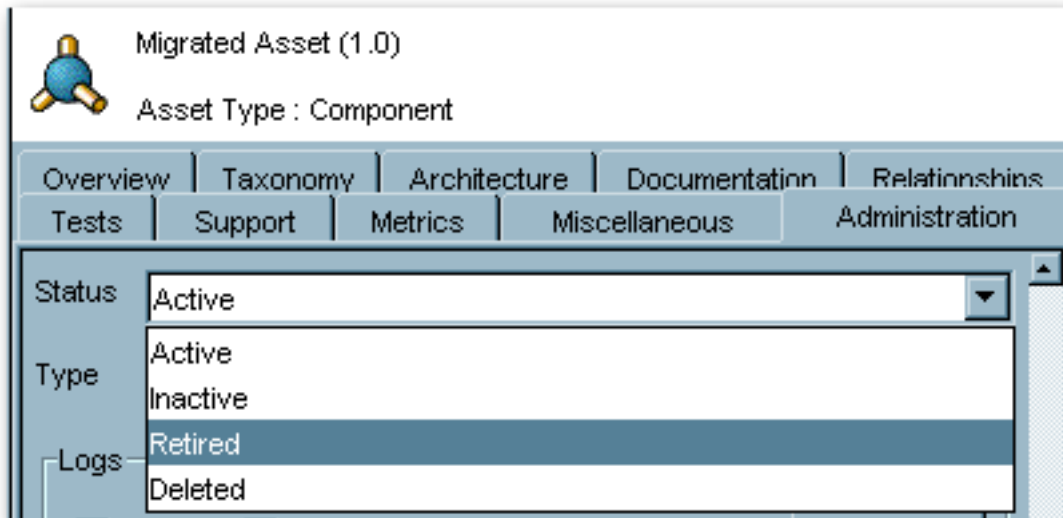 Migrated Asset (1.0)
Asset Type : Component
Overview Taxonomy Architecture Documentation Relationships
Tests Support Metrics Miscellaneous Administration
Status Active
Active
Type
Inactive
Retired
Logs
Deleted